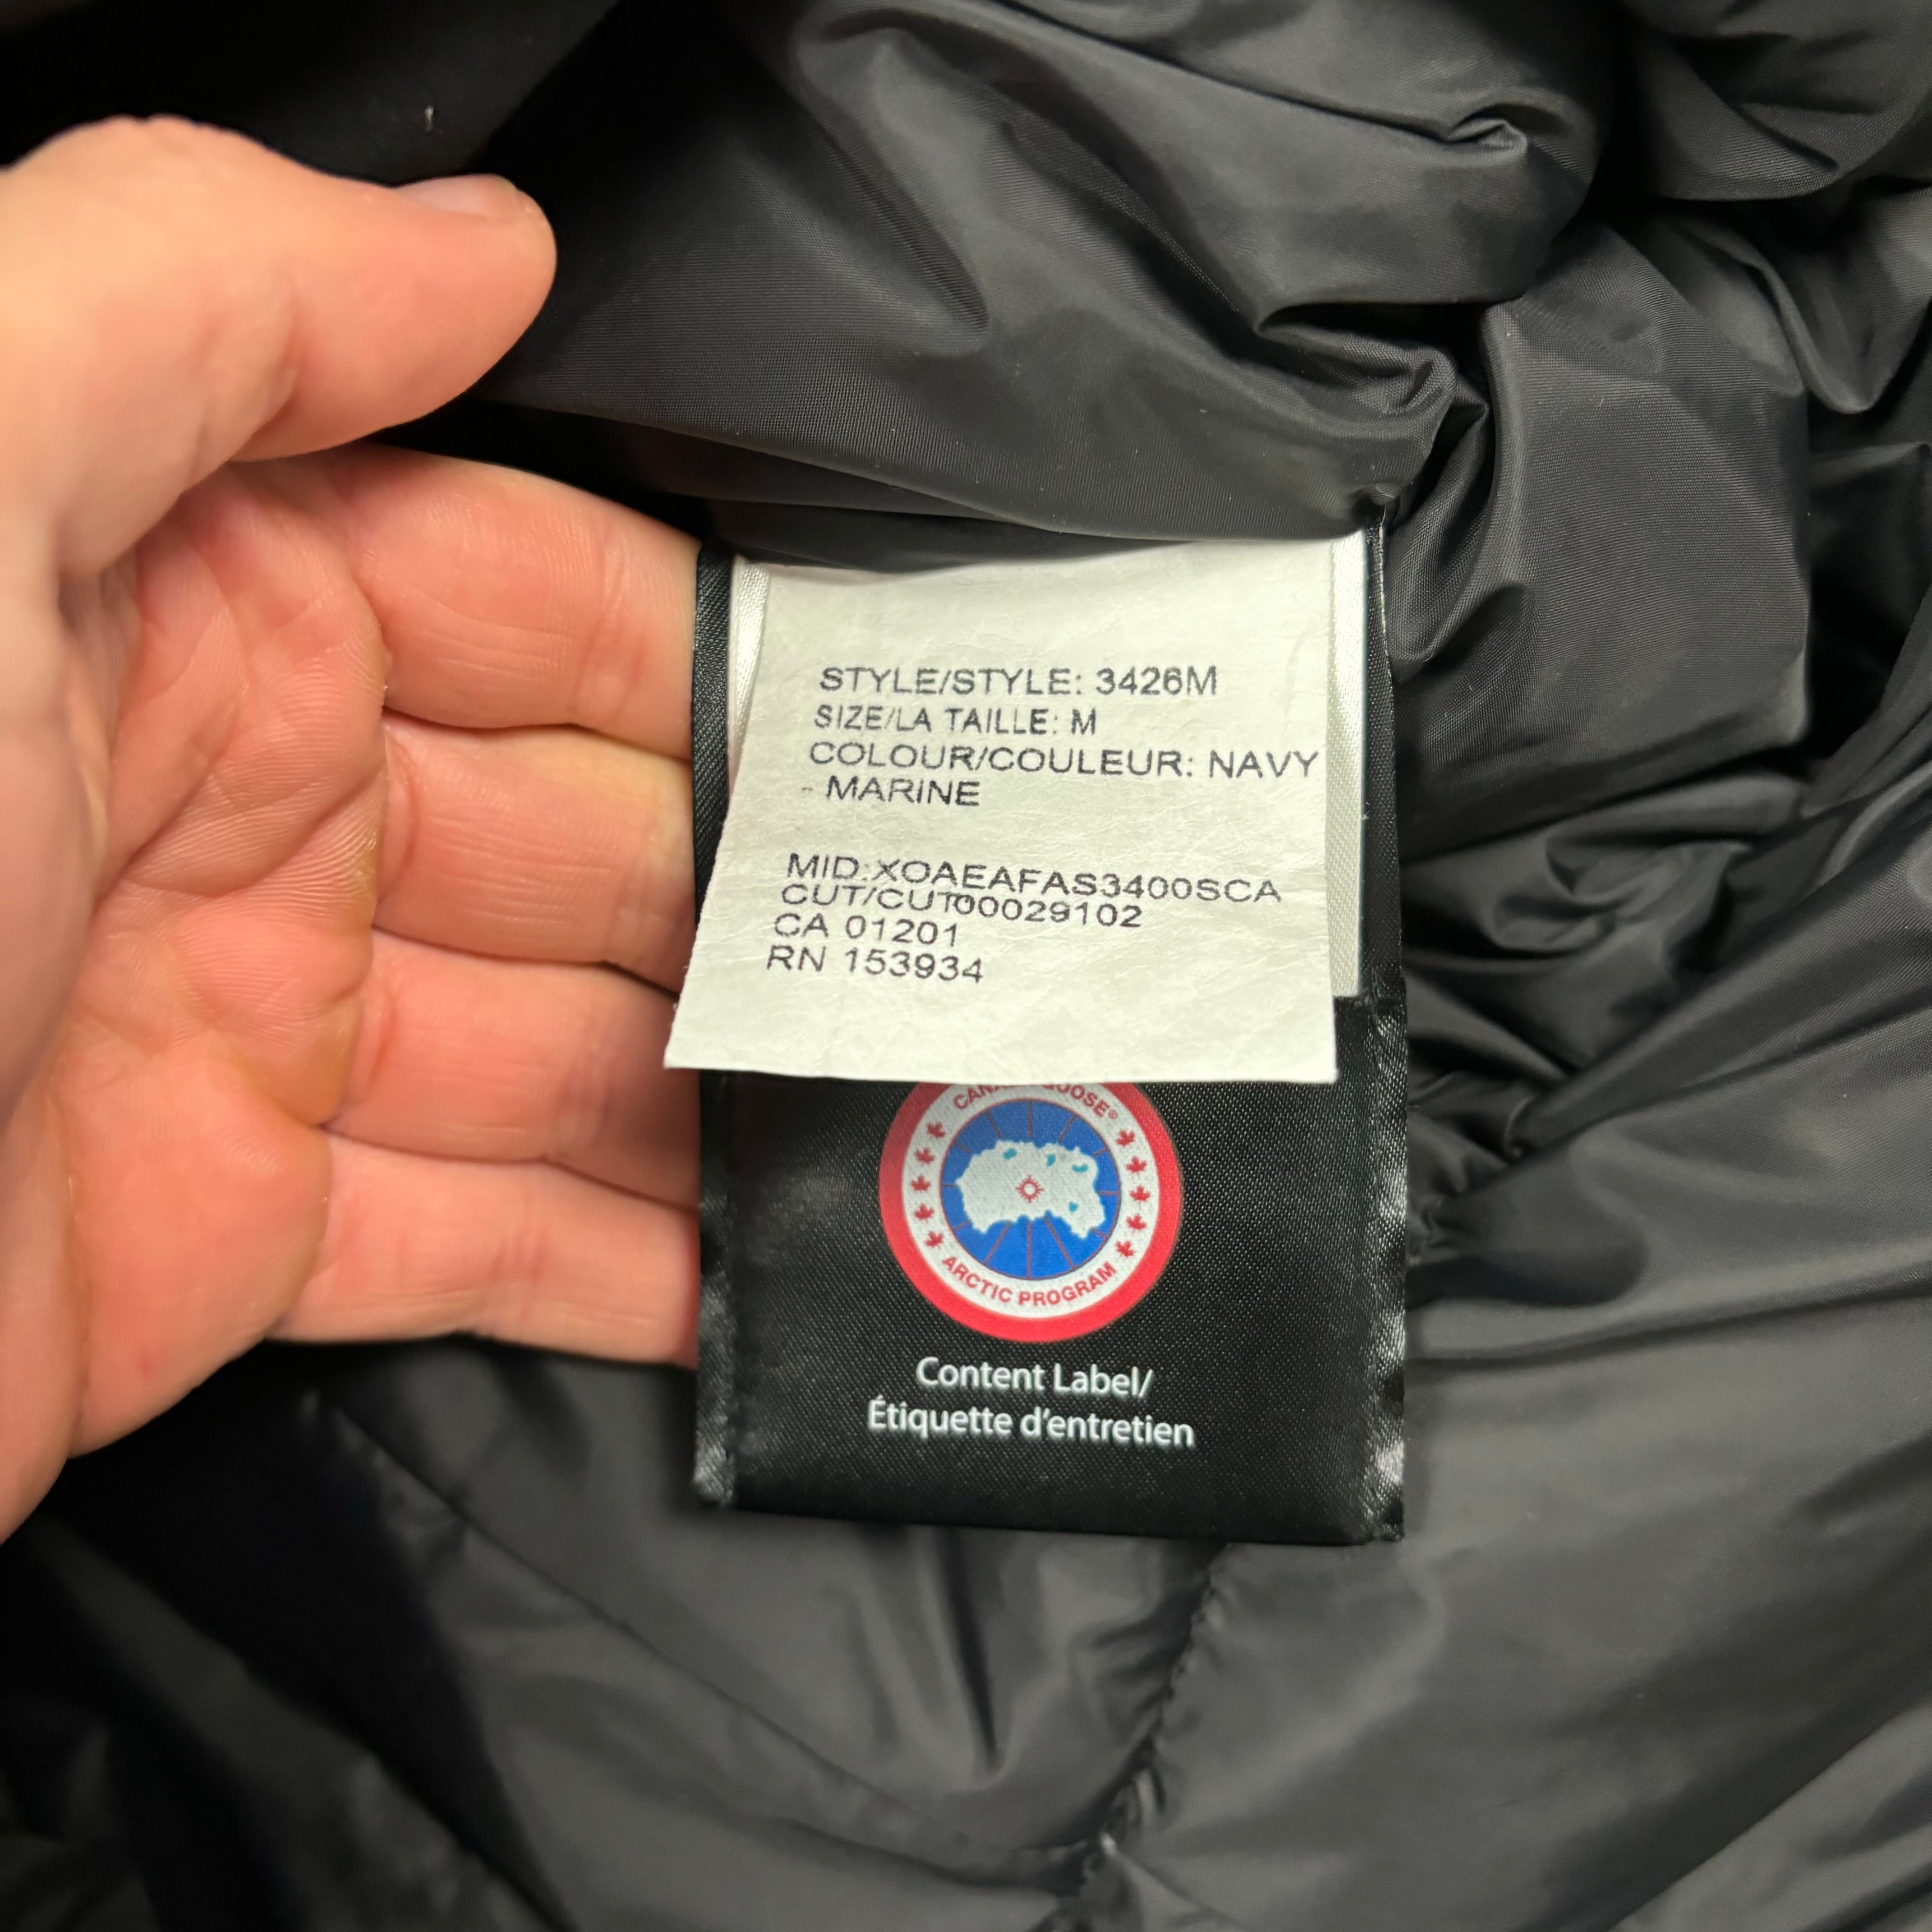 STYLE/STYLE: 3426M
SIZE/LA TAILLE: M
COLOUR/COULEUR: NAVY
- MARINE
MID:XOAEAFAS3400SCA
CUT/CUT00029102
CA 01201
RN 153934
GOOSE®
ARCTIC PROGRAM
Content Label/
Étiquette d'entretien